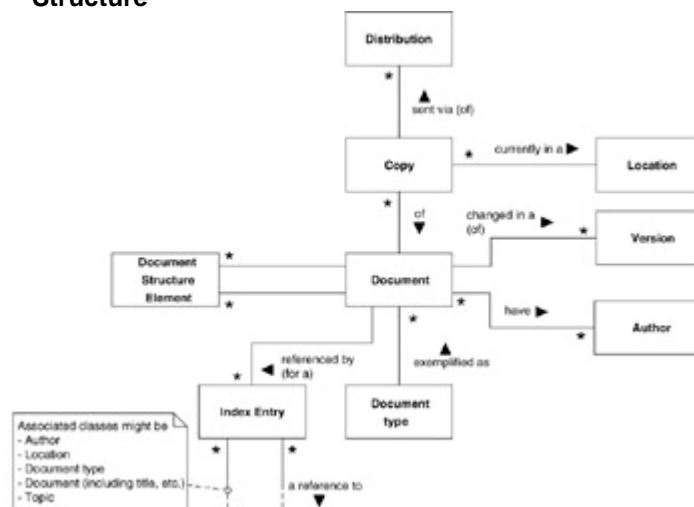 Structure
Distribution
*
sent via (of)
Copy
*
currently in a
Location
*
of
changed in a
(of)
*
Version
Document
Structure
Element
*
*
Document
*
have
*
Author
*
exemplified as
referenced by
(for a)
*
Index Entry
Document
type
*
*
Associated classes might be
- Author
- Location
- Document type
- Document (including title, etc.)
- Topic
a reference to